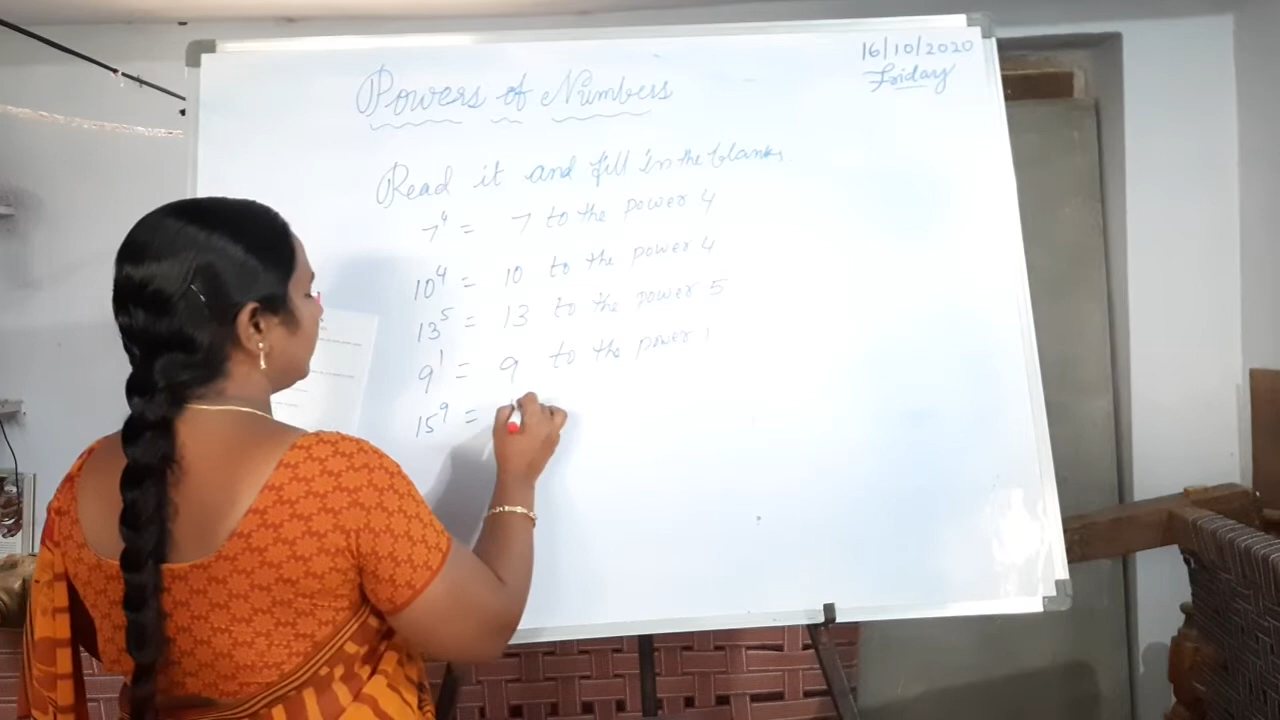 16/10/2020
Friday
Powers of Numbers
Read it and fill in the blanks.
7⁴ = 7 to the power 4
10⁴ = 10 to the power 4
13⁵ = 13 to the power 5
9¹ = 9 to the power 1
15⁹ =